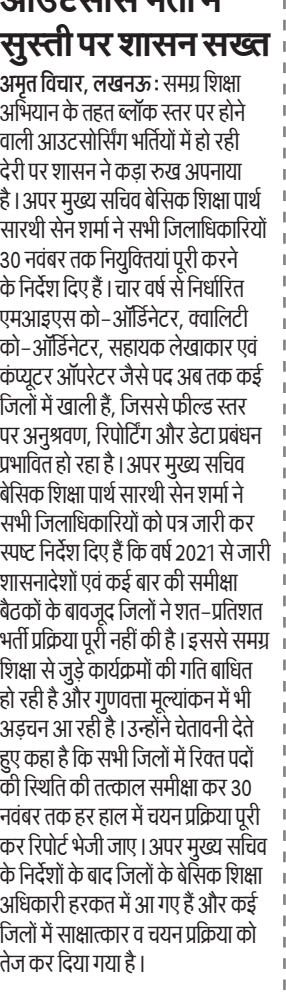 आउटसोर्स भर्ती में
सुस्ती पर शासन सख्त
अमृत विचार, लखनऊ : समग्र शिक्षा
अभियान के तहत ब्लॉक स्तर पर होने
वाली आउटसोर्सिंग भर्तियों में हो रही
देरी पर शासन ने कड़ा रुख अपनाया
है। अपर मुख्य सचिव बेसिक शिक्षा पार्थ
सारथी सेन शर्मा ने सभी जिलाधिकारियों
30 नवंबर तक नियुक्तियां पूरी करने
के निर्देश दिए हैं। चार वर्ष से निर्धारित
एमआइएस को-ऑर्डिनेटर, क्वालिटी
को-ऑर्डिनेटर, सहायक लेखाकार एवं
कंप्यूटर ऑपरेटर जैसे पद अब तक कई
जिलों में खाली हैं, जिससे फील्ड स्तर
पर अनुश्रवण, रिपोर्टिंग और डेटा प्रबंधन
प्रभावित हो रहा है। अपर मुख्य सचिव
बेसिक शिक्षा पार्थ सारथी सेन शर्मा ने
सभी जिलाधिकारियों को पत्र जारी कर
स्पष्ट निर्देश दिए हैं कि वर्ष 2021 से जारी
शासनादेशों एवं कई बार की समीक्षा
बैठकों के बावजूद जिलों ने शत-प्रतिशत
भर्ती प्रक्रिया पूरी नहीं की है। इससे समग्र
शिक्षा से जुड़े कार्यक्रमों की गति बाधित
हो रही है और गुणवत्ता मूल्यांकन में भी
अड़चन आ रही है। उन्होंने चेतावनी देते
हुए कहा है कि सभी जिलों में रिक्त पदों
की स्थिति की तत्काल समीक्षा कर 30
नवंबर तक हर हाल में चयन प्रक्रिया पूरी
कर रिपोर्ट भेजी जाए। अपर मुख्य सचिव
के निर्देशों के बाद जिलों के बेसिक शिक्षा
अधिकारी हरकत में आ गए हैं और कई
जिलों में साक्षात्कार व चयन प्रक्रिया को
तेज कर दिया गया है।